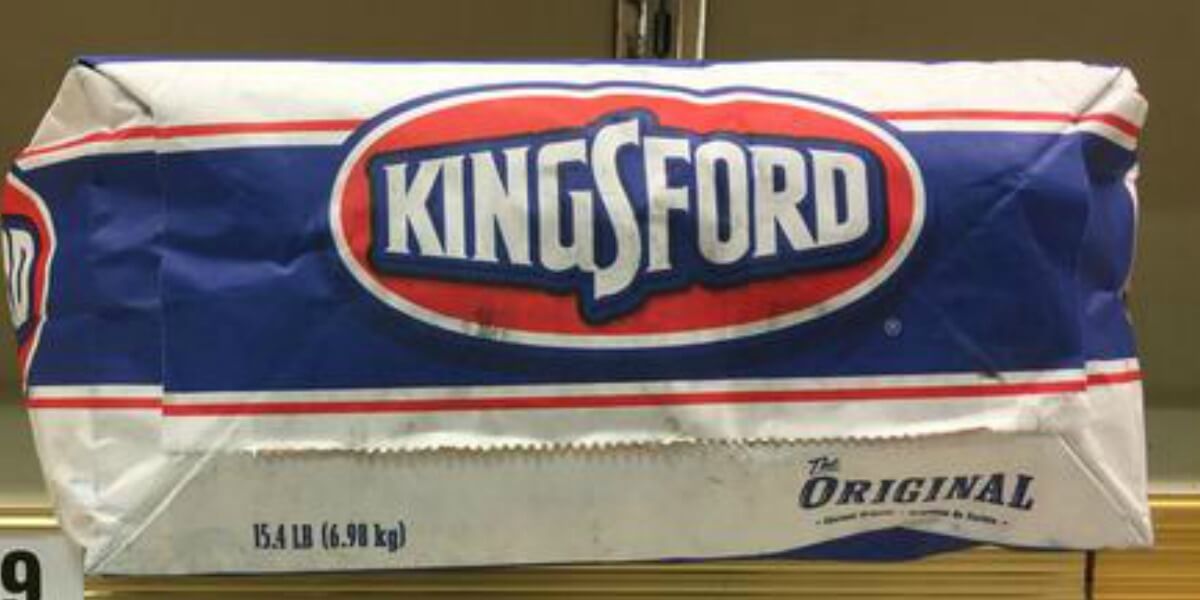 KINGSFORD
®
The
ORIGINAL
15.4 LB (6.98 kg)
9